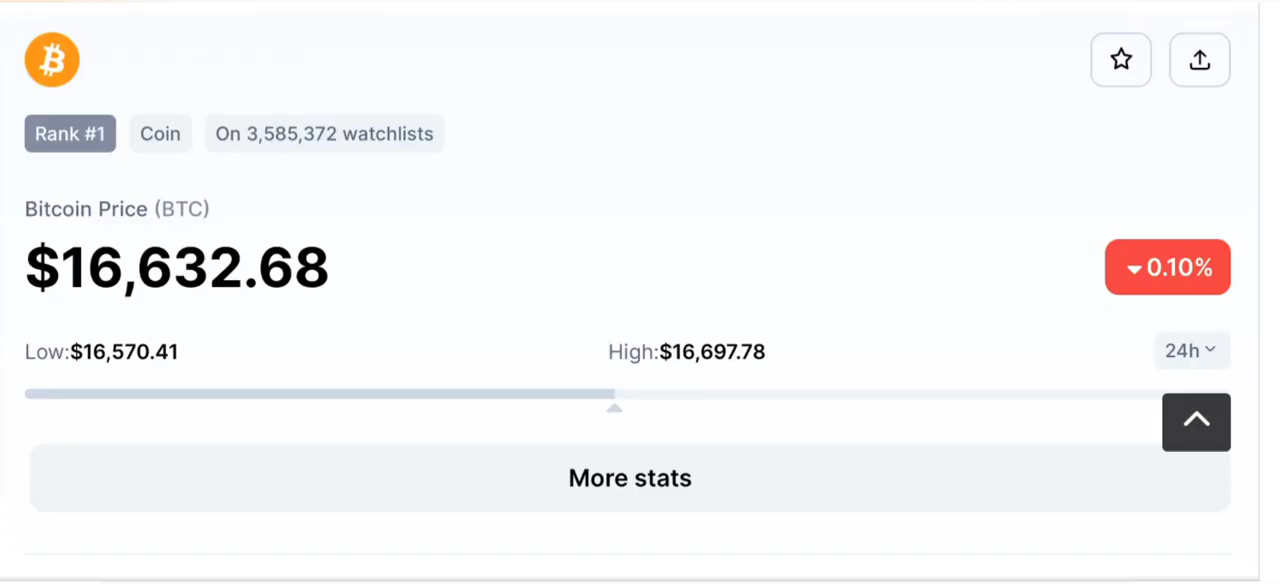 Rank #1 Coin On 3,585,372 watchlists
Bitcoin Price (BTC)
$16,632.68 0.10%
Low:$16,570.41 High:$16,697.78 24h
More stats